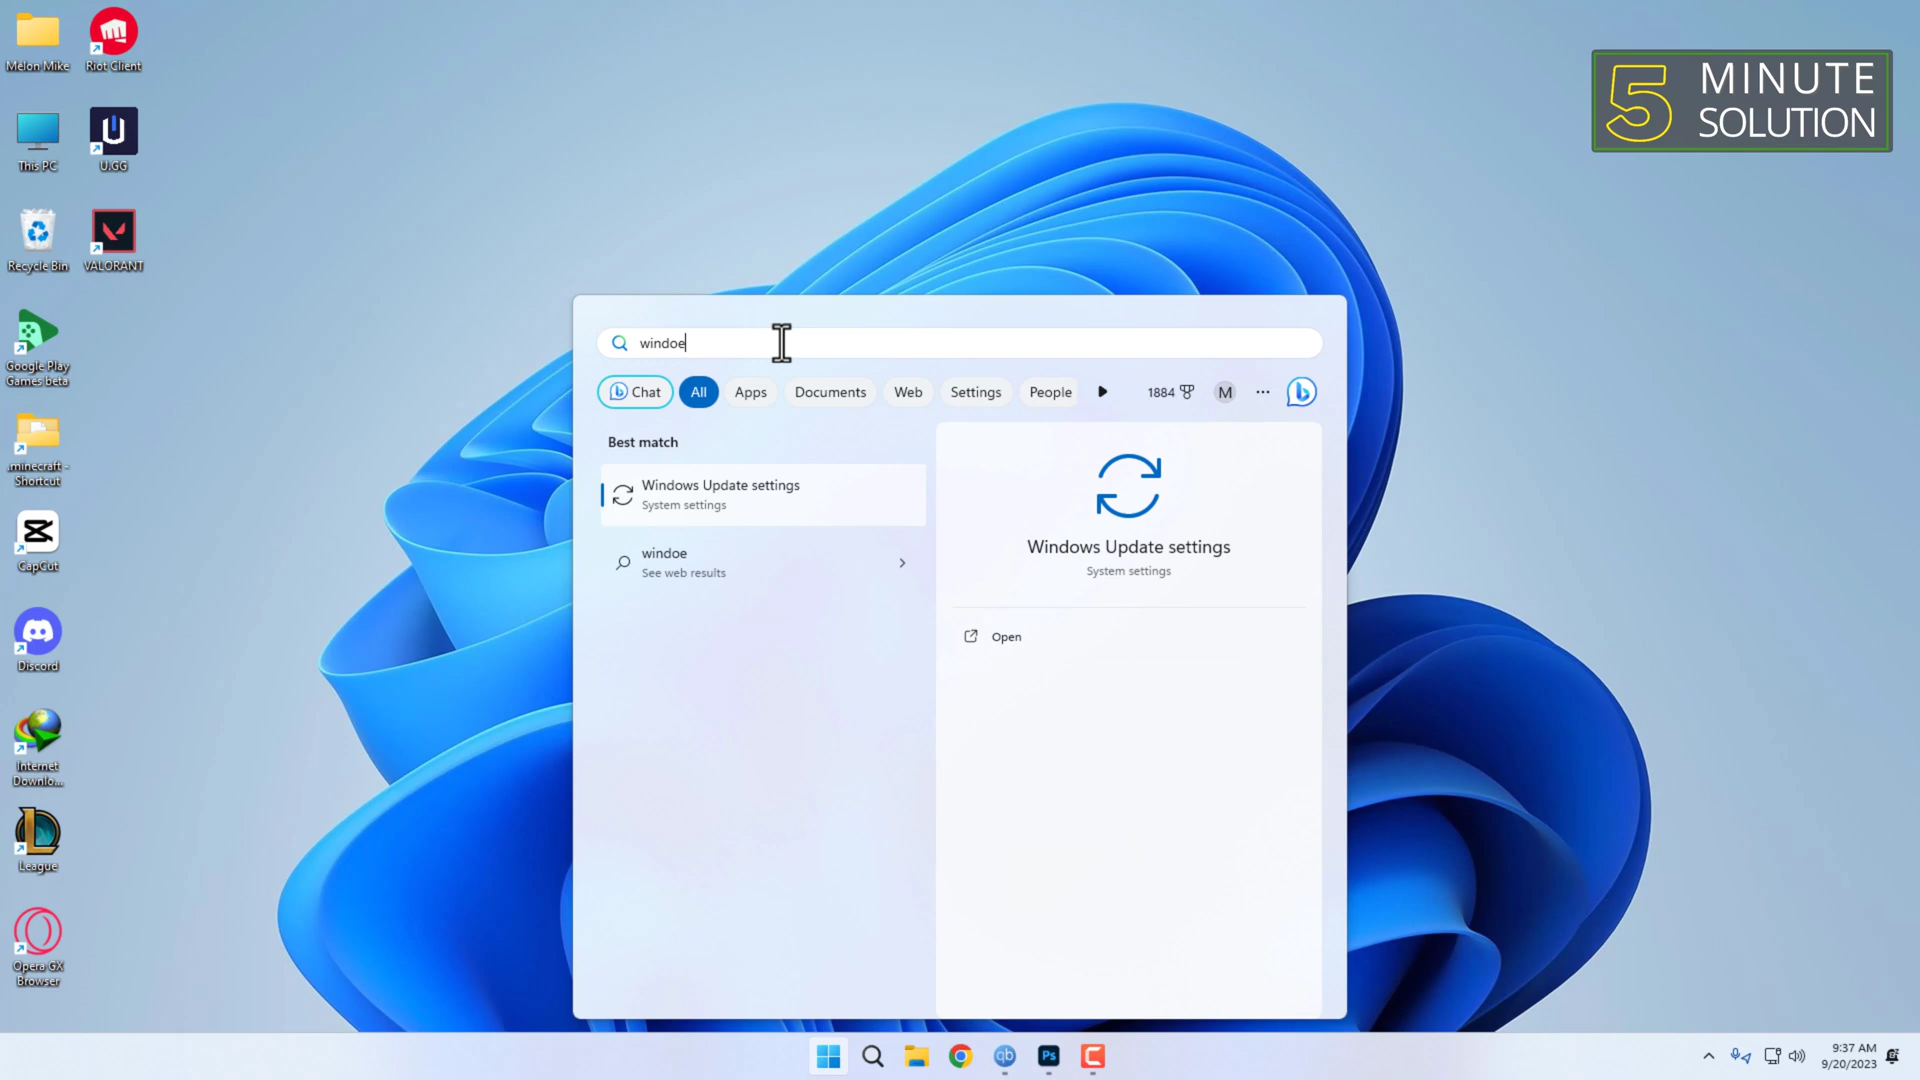 Melon Mike
Riot Client
This PC
U.GG
Recycle Bin
VALORANT
Google Play
Games beta
.minecraft -
Shortcut
CapCut
Discord
Internet
Downlo...
League
Opera GX
Browser
5 MINUTE
SOLUTION
windoe
Chat
All
Apps
Documents
Web
Settings
People
1884
M
Best match
Windows Update settings
System settings
windoe
See web results
Windows Update settings
System settings
Open
qb
Ps
9:37 AM
9/20/2023